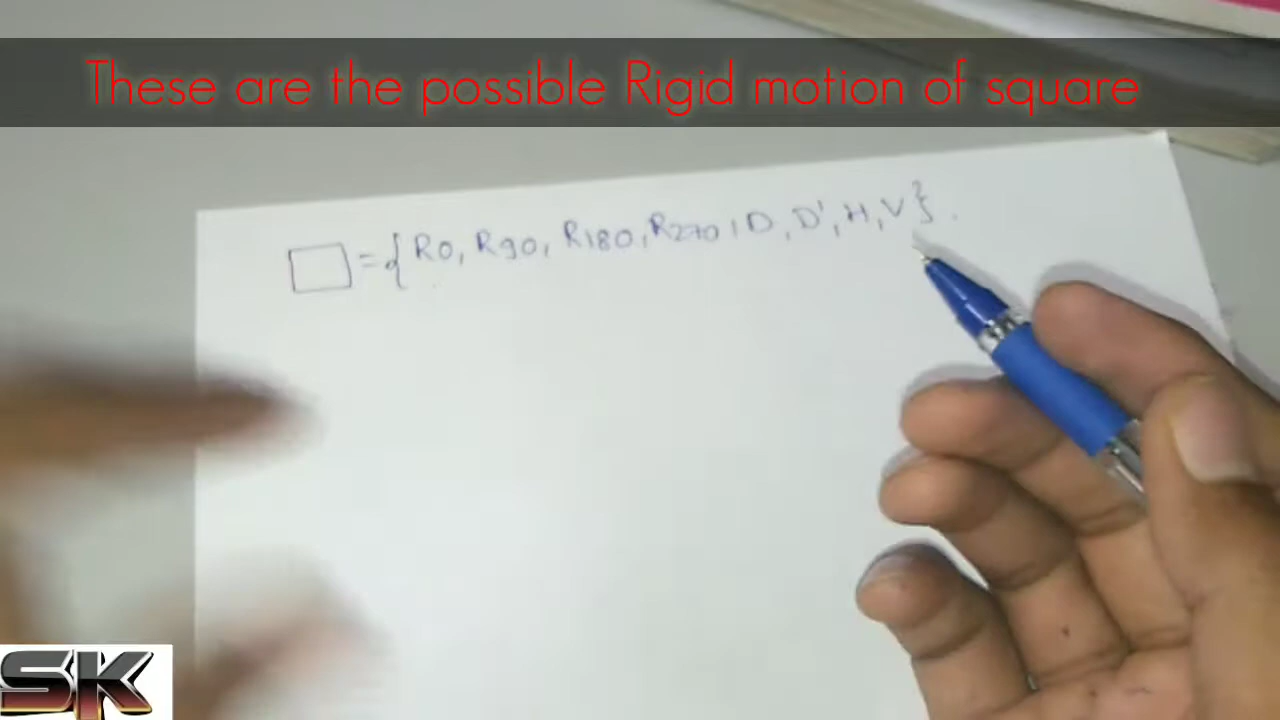 These are the possible Rigid motion of square
□ = {R0, R90, R180, R270, D, D', H, V}.
SK